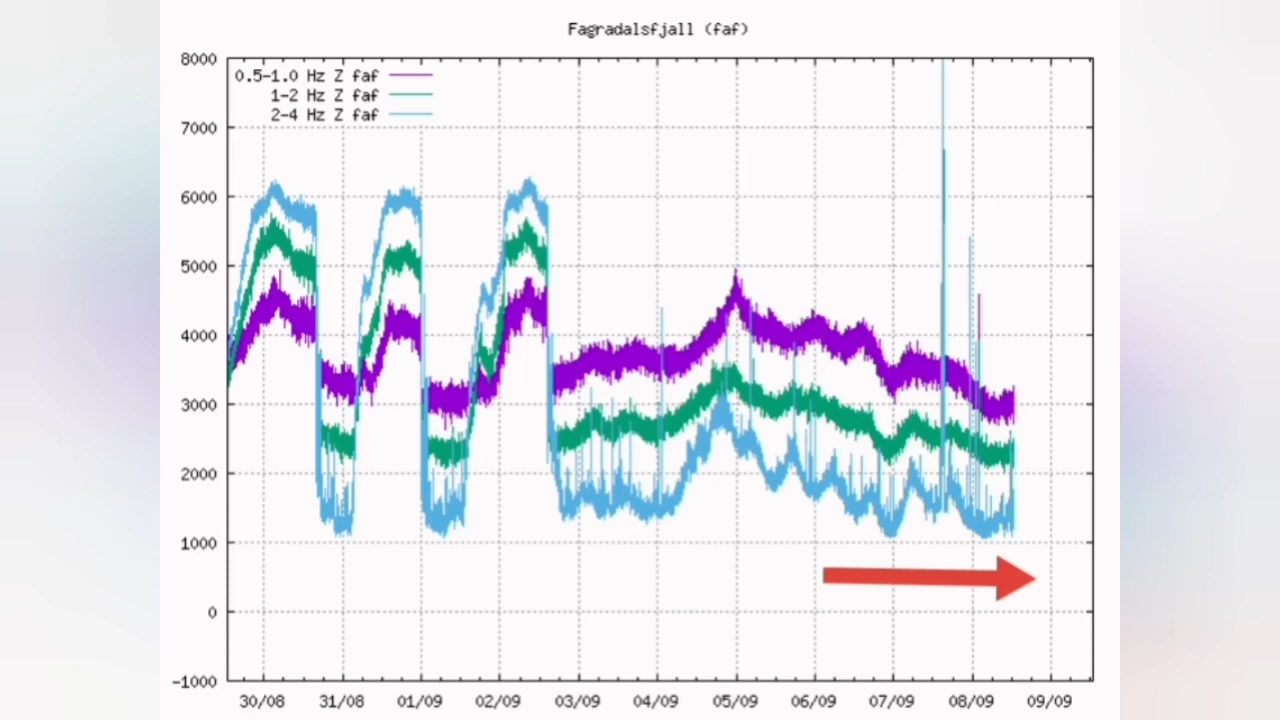 Fagradalsfjall (faf)
8000
0.5-1.0 Hz Z faf
1-2 Hz Z faf
2-4 Hz Z faf
7000
6000
5000
4000
3000
2000
1000
0
-1000
30/08 31/08 01/09 02/09 03/09 04/09 05/09 06/09 07/09 08/09 09/09